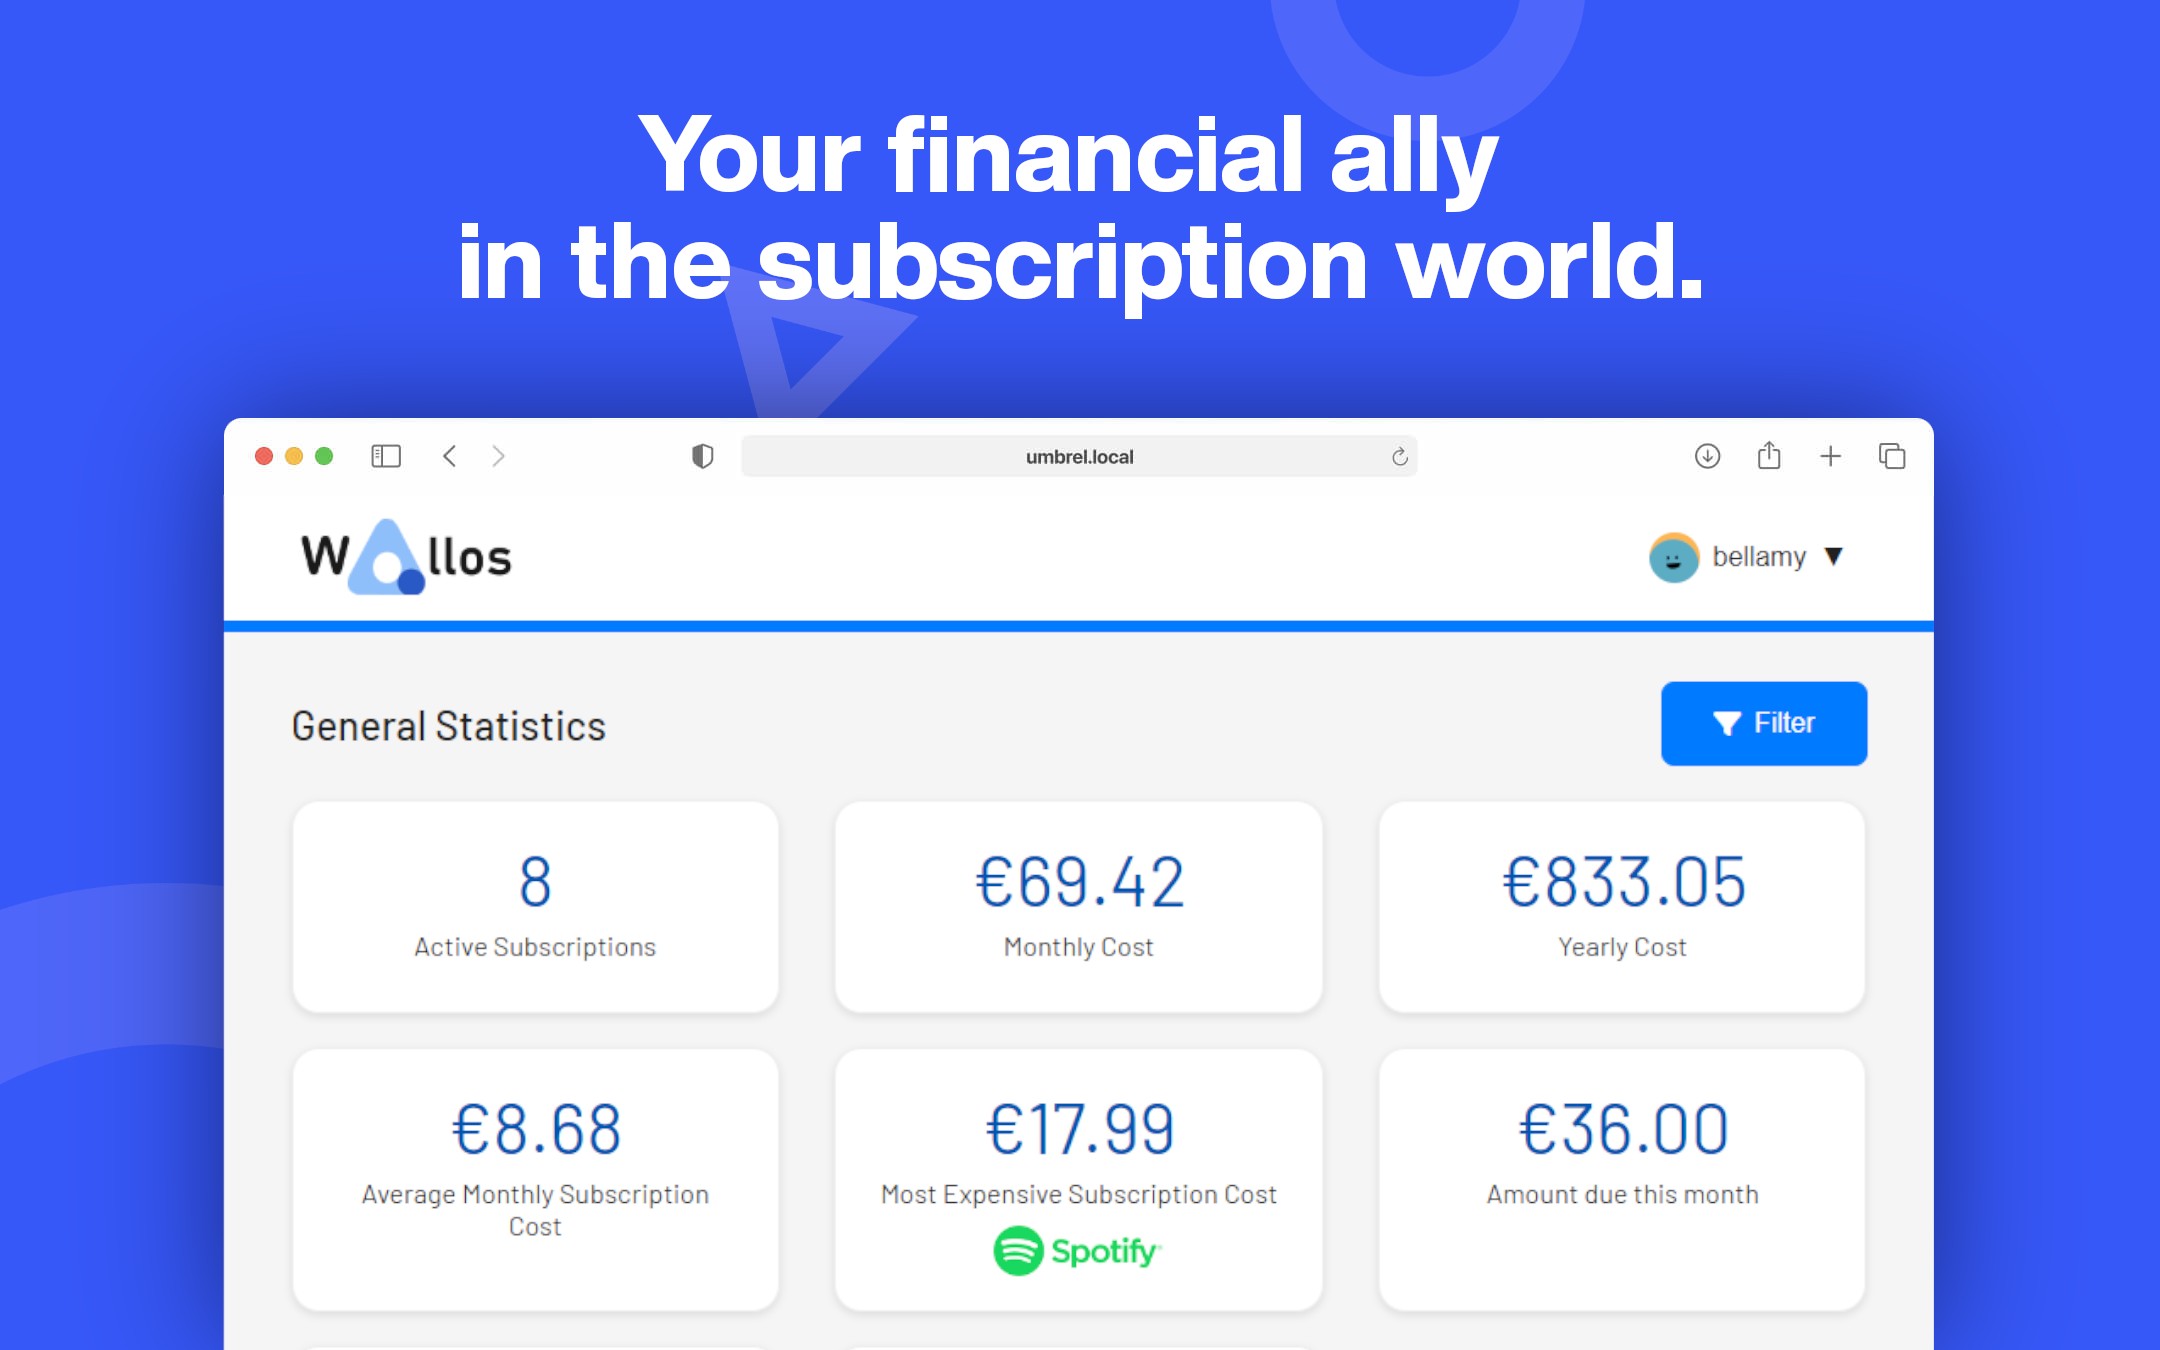 Your financial ally
in the subscription world.
umbrel.local
Wallos
bellamy ▼
General Statistics
Filter
8
Active Subscriptions
€69.42
Monthly Cost
€833.05
Yearly Cost
€8.68
Average Monthly Subscription
Cost
€17.99
Most Expensive Subscription Cost
Spotify
€36.00
Amount due this month